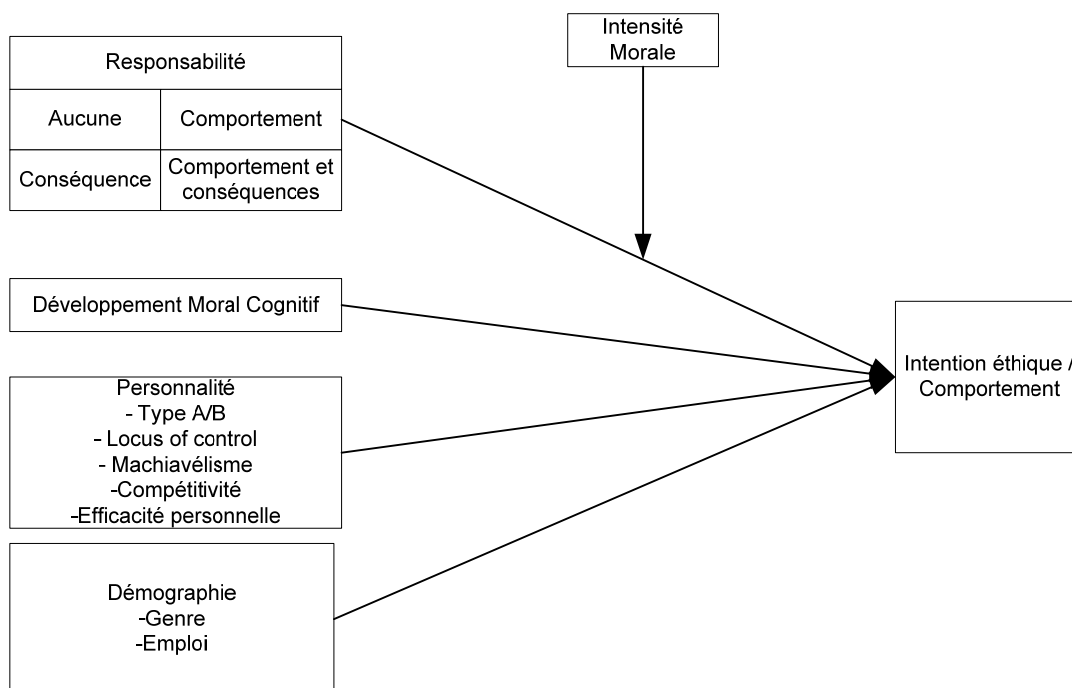 Intensité
Morale
Responsabilité
Aucune
Comportement
Conséquence
Comportement et
conséquences
Développement Moral Cognitif
Personnalité
- Type A/B
- Locus of control
- Machiavélisme
-Compétitivité
-Efficacité personnelle
Intention éthique /
Comportement
Démographie
-Genre
-Emploi